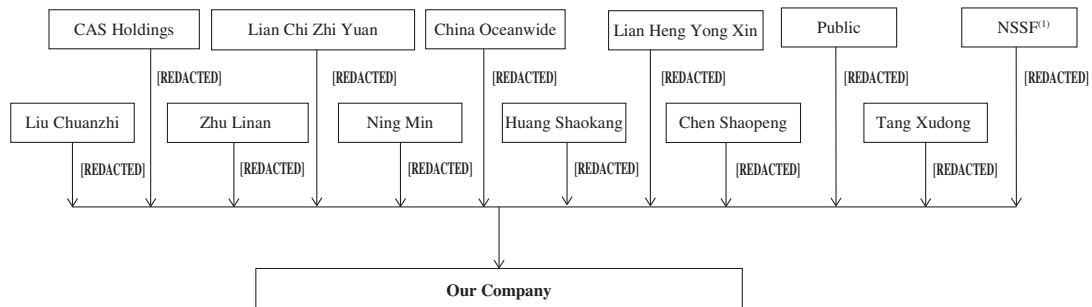 CAS Holdings
Lian Chi Zhi Yuan
China Oceanwide
Lian Heng Yong Xin
Public
NSSF(1)
[REDACTED] [REDACTED] [REDACTED] [REDACTED] [REDACTED] [REDACTED]
Liu Chuanzhi
Zhu Linan
Ning Min
Huang Shaokang
Chen Shaopeng
Tang Xudong
[REDACTED] [REDACTED] [REDACTED] [REDACTED] [REDACTED] [REDACTED]
Our Company